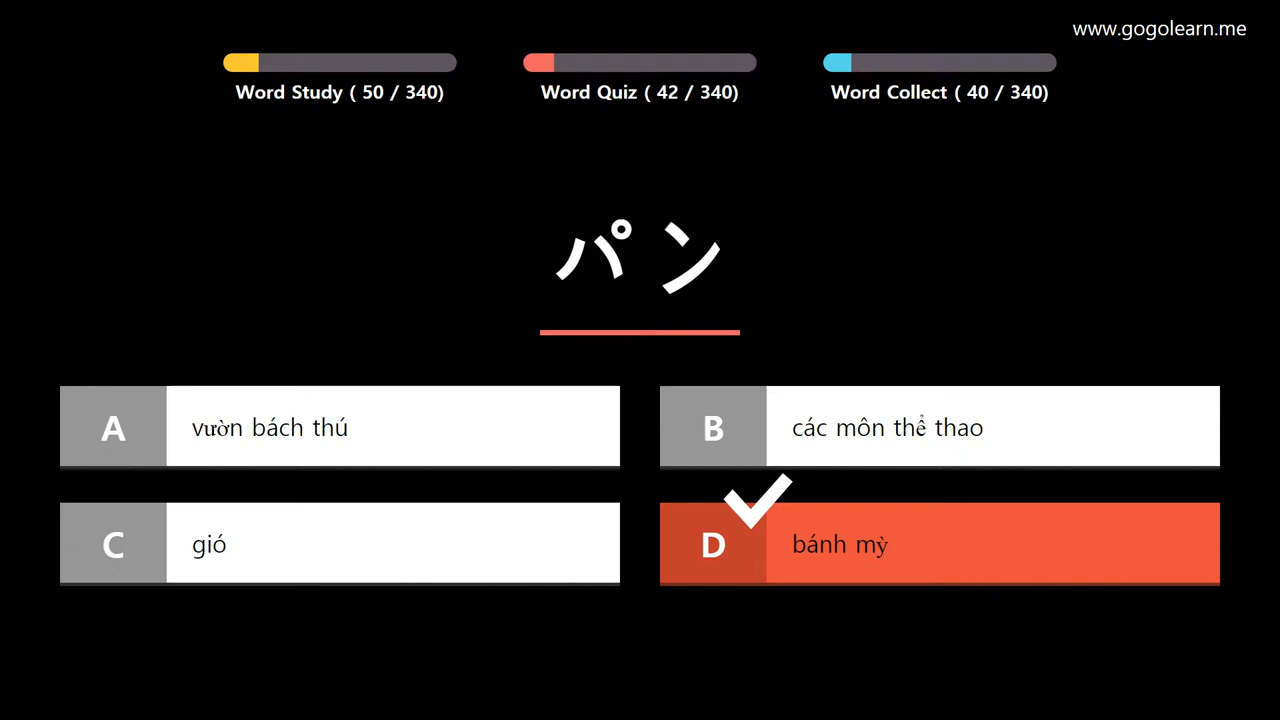 www.gogolearn.me
Word Study ( 50 / 340)
Word Quiz ( 42 / 340)
Word Collect ( 40 / 340)
パン
A vườn bách thú
B các môn thể thao
C gió
D bánh mỳ